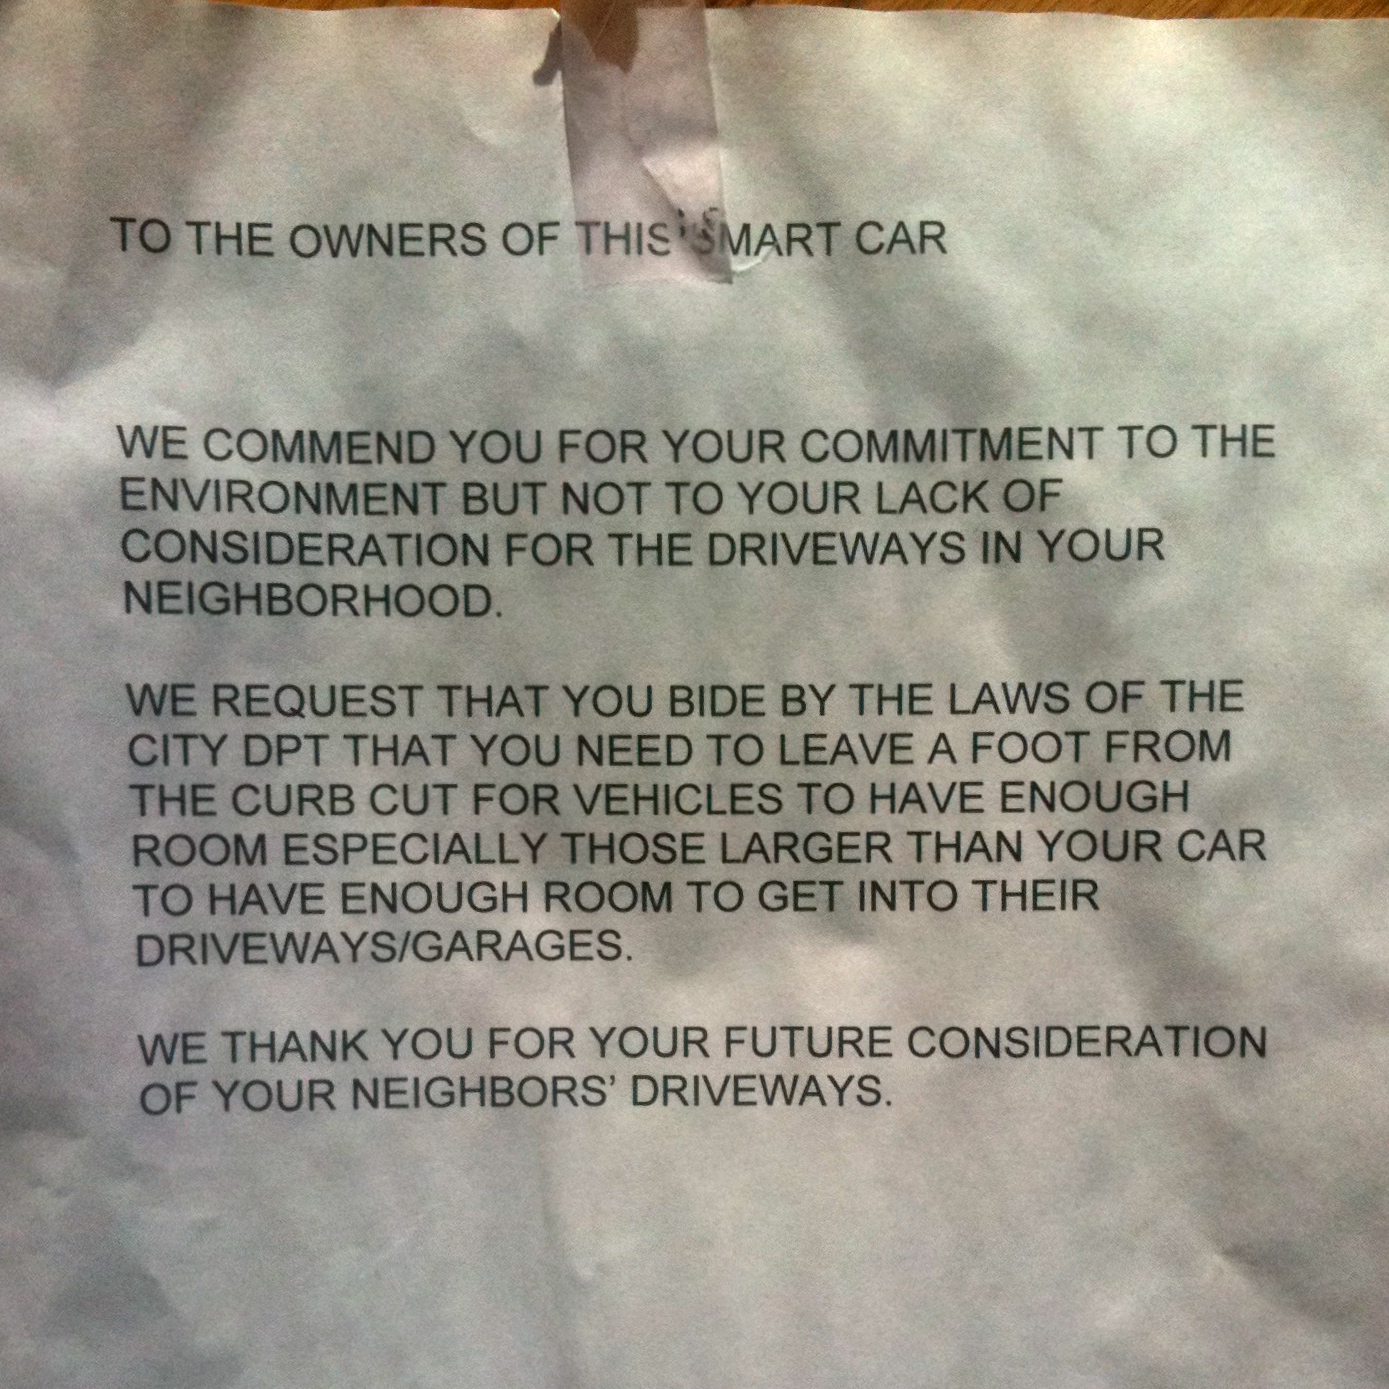 TO THE OWNERS OF THIS SMART CAR
WE COMMEND YOU FOR YOUR COMMITMENT TO THE
ENVIRONMENT BUT NOT TO YOUR LACK OF
CONSIDERATION FOR THE DRIVEWAYS IN YOUR
NEIGHBORHOOD.
WE REQUEST THAT YOU BIDE BY THE LAWS OF THE
CITY DPT THAT YOU NEED TO LEAVE A FOOT FROM
THE CURB CUT FOR VEHICLES TO HAVE ENOUGH
ROOM ESPECIALLY THOSE LARGER THAN YOUR CAR
TO HAVE ENOUGH ROOM TO GET INTO THEIR
DRIVEWAYS/GARAGES.
WE THANK YOU FOR YOUR FUTURE CONSIDERATION
OF YOUR NEIGHBORS’ DRIVEWAYS.